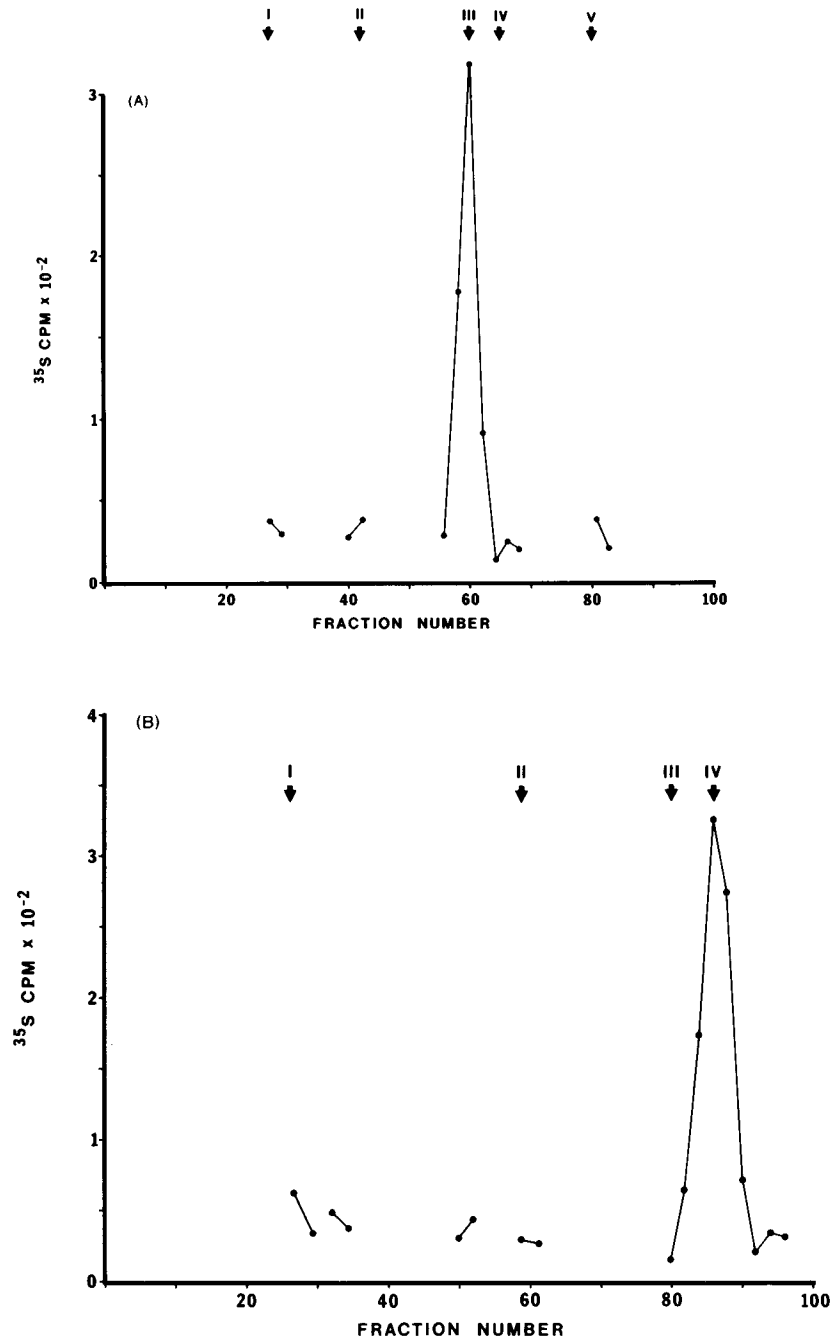 I II III IV V
(A)
3
2
1
0
35S CPM x 10-2
20 40 60 80 100
FRACTION NUMBER
(B)
4
I II III IV
3
2
1
0
35S CPM x 10-2
20 40 60 80 100
FRACTION NUMBER